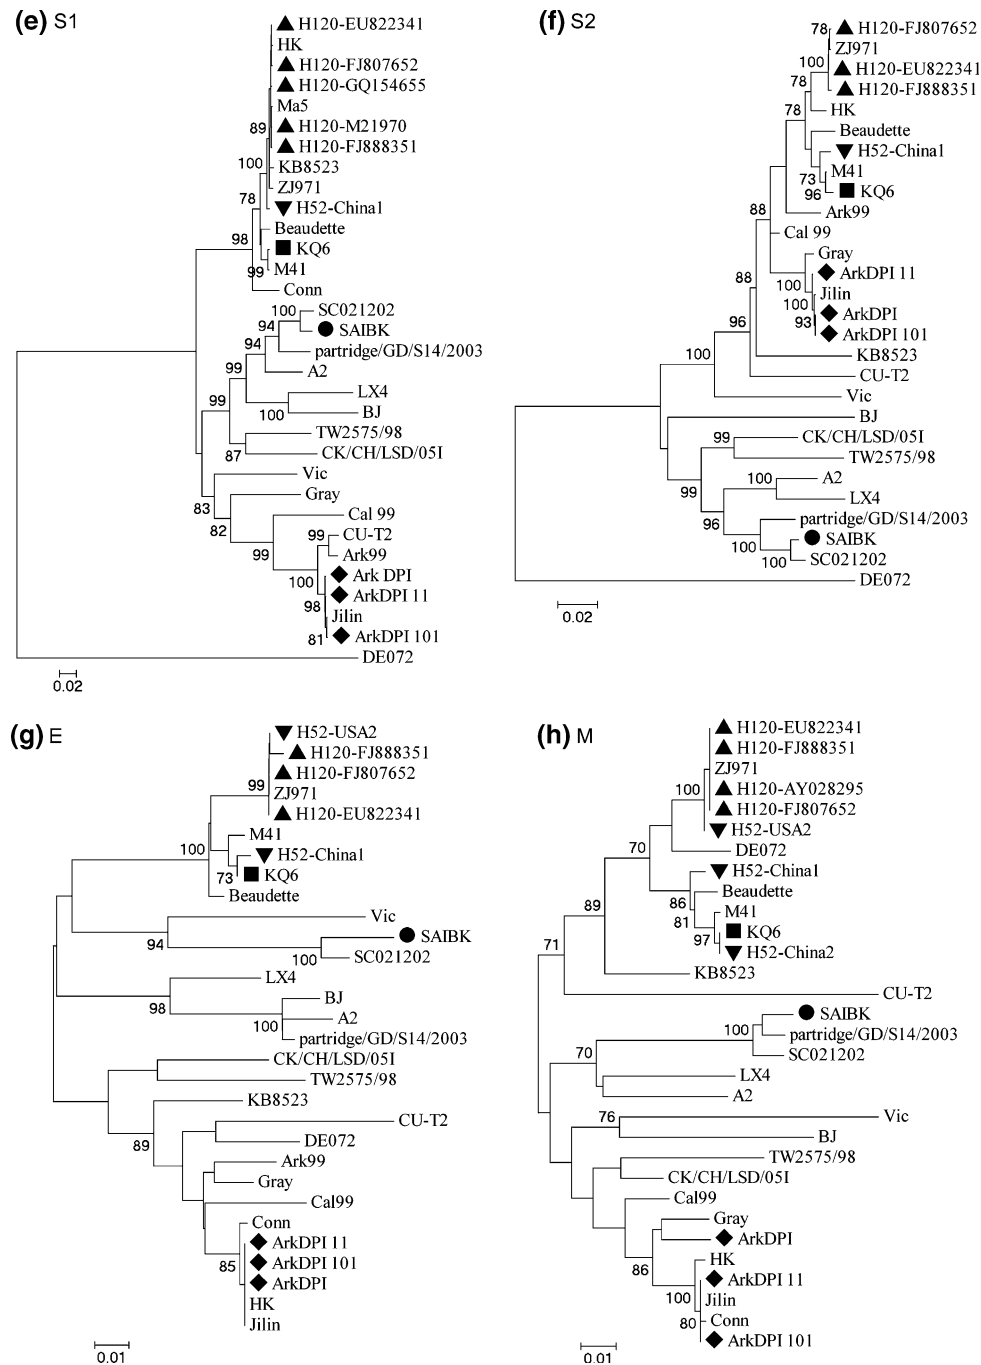 (e) S1
H120-EU822341
HK
H120-FJ807652
H120-GQ154655
Ma5
H120-M21970
89
H120-FJ888351
100
KB8523
ZJ971
78
H52-China1
Beaudette
98
KQ6
99
M41
Conn
100
SC021202
94
SAIBK
94
partridge/GD/S14/2003
99
A2
99
LX4
100
BJ
TW2575/98
87
CK/CH/LSD/05I
Vic
83
Gray
82
Cal 99
99
99
CU-T2
Ark99
100
Ark DPI
ArkDPI 11
98
Jilin
81
ArkDPI 101
DE072
0.02
(f) S2
78
H120-FJ807652
ZJ971
100
H120-EU822341
78
H120-FJ888351
78
HK
Beaudette
H52-China1
73
M41
96
KQ6
88
Ark99
Cal 99
Gray
88
100
ArkDPI 11
Jilin
100
ArkDPI
96
93
ArkDPI 101
100
KB8523
CU-T2
Vic
BJ
99
CK/CH/LSD/05I
TW2575/98
99
100
A2
LX4
96
partridge/GD/S14/2003
100
SAIBK
100
SC021202
DE072
0.02
(g) E
H52-USA2
H120-FJ888351
99
H120-FJ807652
ZJ971
H120-EU822341
M41
100
H52-China1
73
KQ6
Beaudette
Vic
94
SAIBK
100
SC021202
LX4
98
BJ
100
A2
partridge/GD/S14/2003
CK/CH/LSD/05I
TW2575/98
KB8523
89
CU-T2
DE072
Ark99
Gray
Cal99
Conn
ArkDPI 11
85
ArkDPI 101
ArkDPI
HK
Jilin
0.01
(h) M
H120-EU822341
H120-FJ888351
ZJ971
100
H120-AY028295
H120-FJ807652
H52-USA2
70
DE072
H52-China1
86
Beaudette
89
81
M41
97
KQ6
71
H52-China2
KB8523
CU-T2
SAIBK
100
partridge/GD/S14/2003
70
SC021202
LX4
A2
76
Vic
BJ
TW2575/98
CK/CH/LSD/05I
Cal99
Gray
ArkDPI
86
HK
ArkDPI 11
100
Jilin
80
Conn
ArkDPI 101
0.01